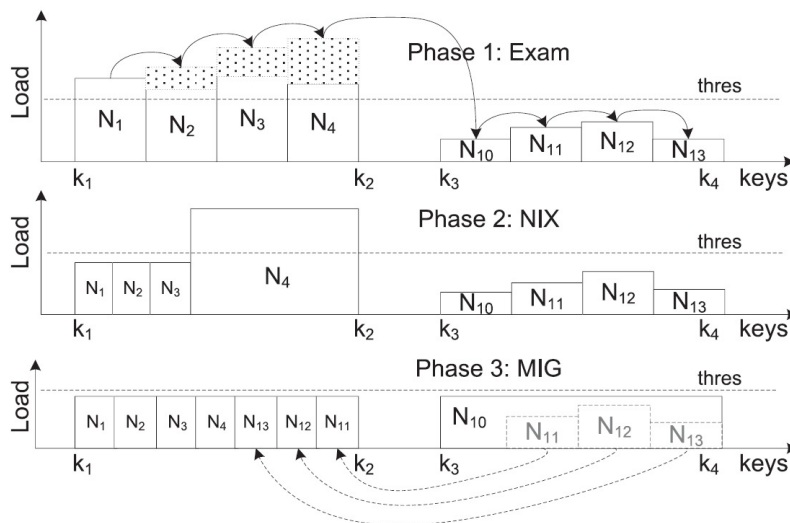 Phase 1: Exam
Load
thres
N1 N2 N3 N4 N10 N11 N12 N13
k1 k2 k3 k4 keys
Phase 2: NIX
Load
thres
N1 N2 N3 N4 N10 N11 N12 N13
k1 k2 k3 k4 keys
Phase 3: MIG
Load
thres
N1 N2 N3 N4 N13 N12 N11 N10 N11 N12 N13
k1 k2 k3 k4 keys